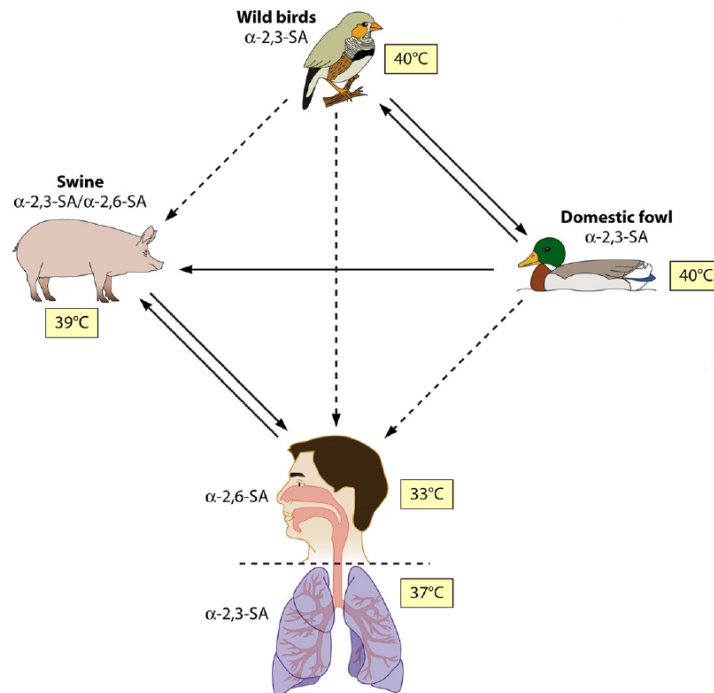 Wild birds
α-2,3-SA
40°C
Swine
α-2,3-SA/α-2,6-SA
39°C
Domestic fowl
α-2,3-SA
40°C
α-2,6-SA
33°C
37°C
α-2,3-SA